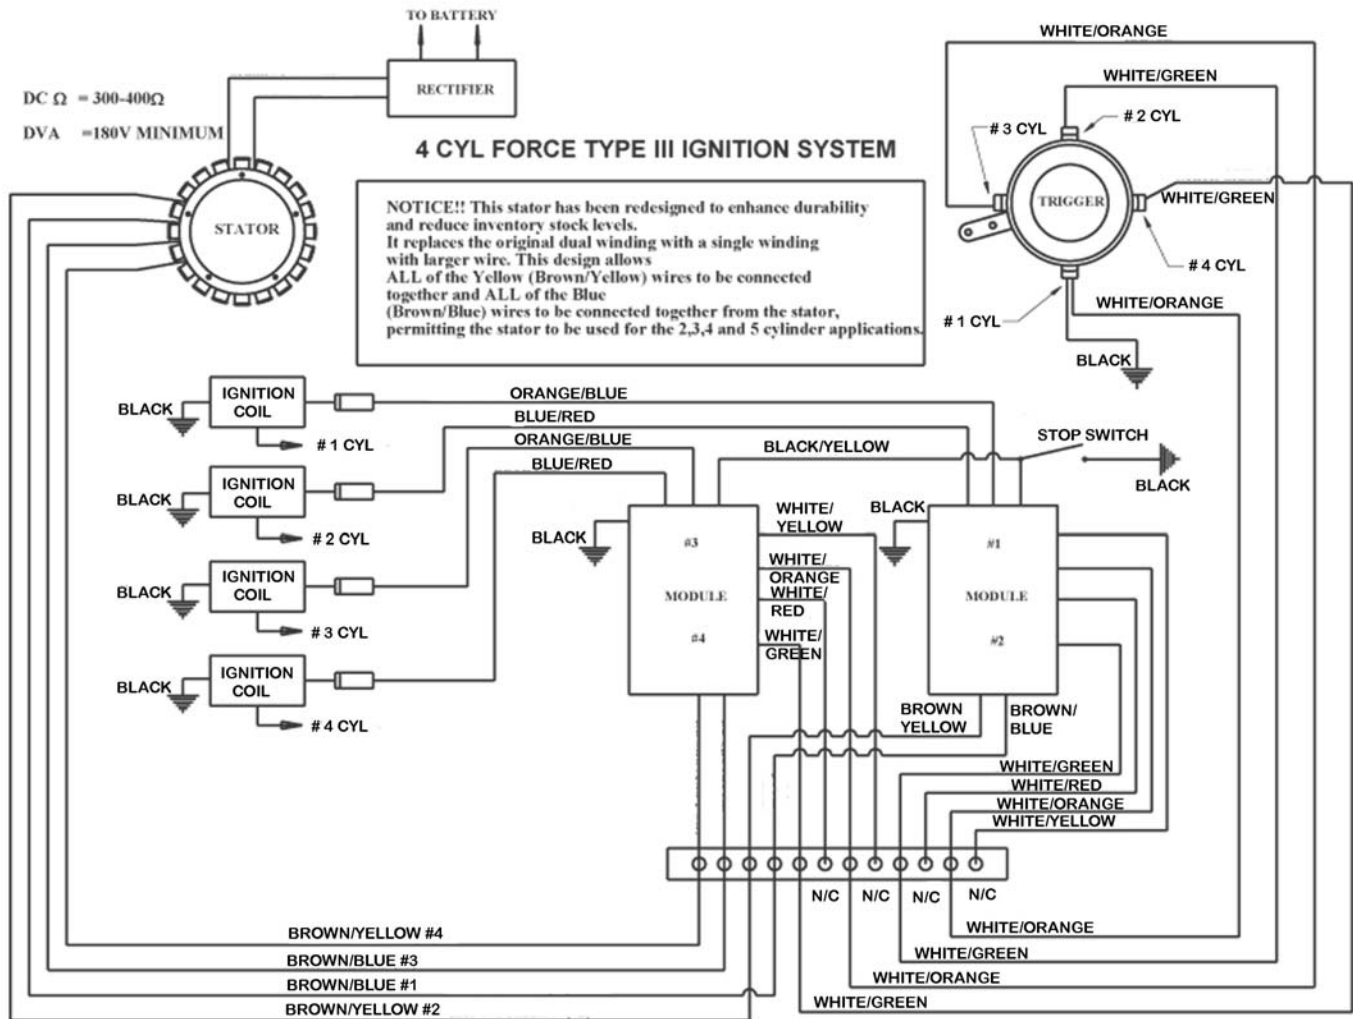 TO BATTERY
RECTIFIER
DC Ω = 300-400Ω
DVA =180V MINIMUM
4 CYL FORCE TYPE III IGNITION SYSTEM
STATOR
NOTICE!! This stator has been redesigned to enhance durability
and reduce inventory stock levels.
It replaces the original dual winding with a single winding
with larger wire. This design allows
ALL of the Yellow (Brown/Yellow) wires to be connected
together and ALL of the Blue
(Brown/Blue) wires to be connected together from the stator,
permitting the stator to be used for the 2,3,4 and 5 cylinder applications.
WHITE/ORANGE
WHITE/GREEN
# 2 CYL
# 3 CYL
TRIGGER
WHITE/GREEN
# 4 CYL
WHITE/ORANGE
# 1 CYL
BLACK
BLACK
IGNITION
COIL
# 1 CYL
ORANGE/BLUE
BLUE/RED
ORANGE/BLUE
BLUE/RED
BLACK/YELLOW
STOP SWITCH
BLACK
BLACK
IGNITION
COIL
# 2 CYL
BLACK
IGNITION
COIL
# 3 CYL
BLACK
IGNITION
COIL
# 4 CYL
BLACK
#3
MODULE
#4
WHITE/
YELLOW
WHITE/
ORANGE
WHITE/
RED
WHITE/
GREEN
BLACK
#1
MODULE
#2
BROWN
YELLOW
BROWN/
BLUE
WHITE/GREEN
WHITE/RED
WHITE/ORANGE
WHITE/YELLOW
N/C
N/C
N/C
N/C
BROWN/YELLOW #4
BROWN/BLUE #3
BROWN/BLUE #1
BROWN/YELLOW #2
WHITE/ORANGE
WHITE/GREEN
WHITE/ORANGE
WHITE/GREEN